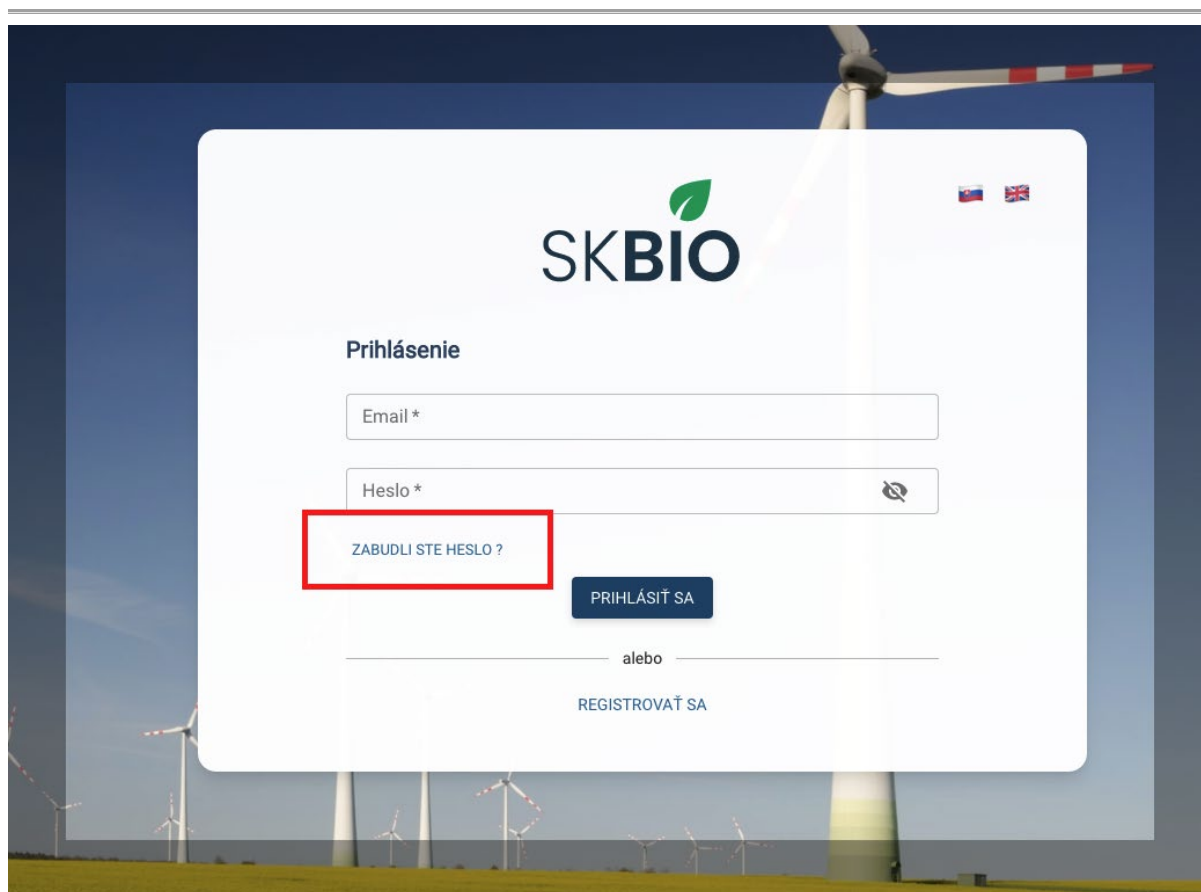 SKBIO
Prihlásenie
Email *
Heslo *
ZABUDLI STE HESLO ?
PRIHLÁSIŤ SA
alebo
REGISTROVAŤ SA